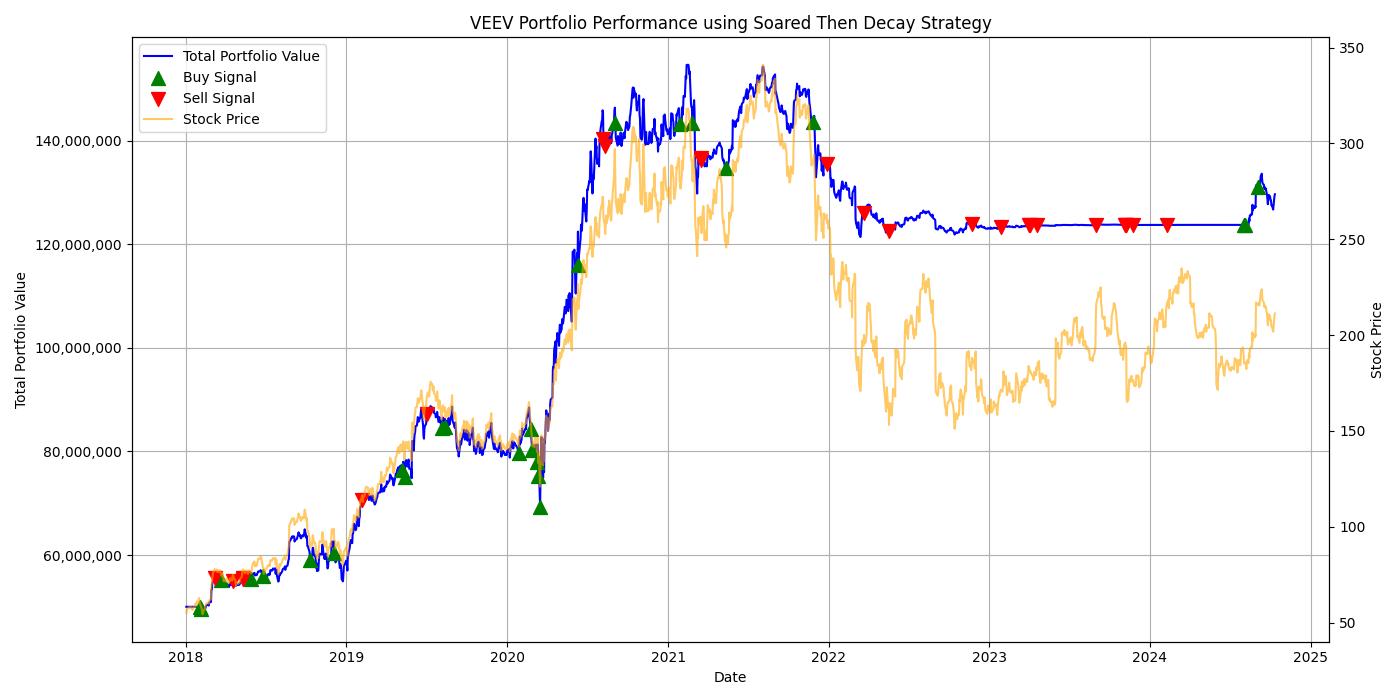 VEEV Portfolio Performance using Soared Then Decay Strategy
Total Portfolio Value
Buy Signal
Sell Signal
Stock Price
Total Portfolio Value
140,000,000
120,000,000
100,000,000
80,000,000
60,000,000
350
300
250
200
150
100
50
Stock Price
2018 2019 2020 2021 2022 2023 2024 2025
Date